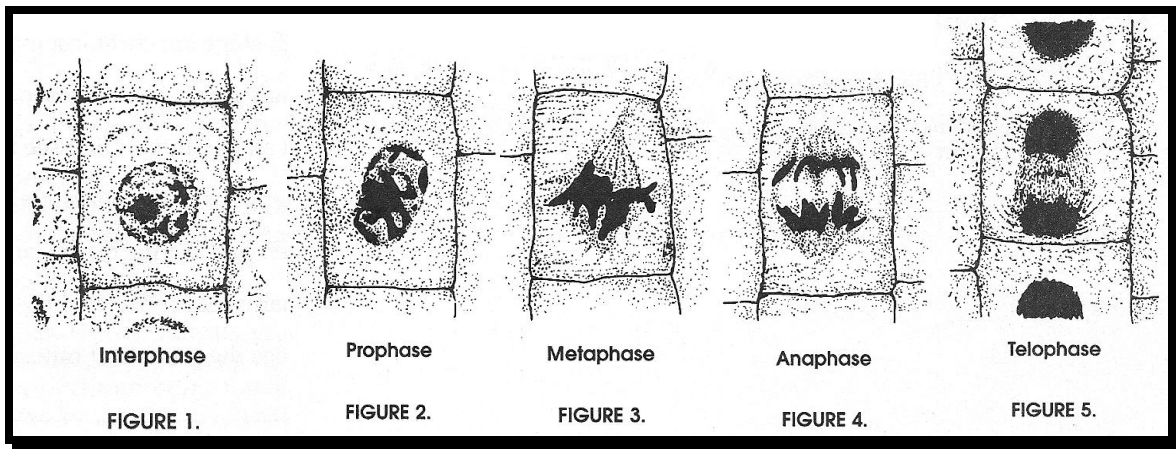 Interphase
Prophase
Metaphase
Anaphase
Telophase
FIGURE 1.
FIGURE 2.
FIGURE 3.
FIGURE 4.
FIGURE 5.